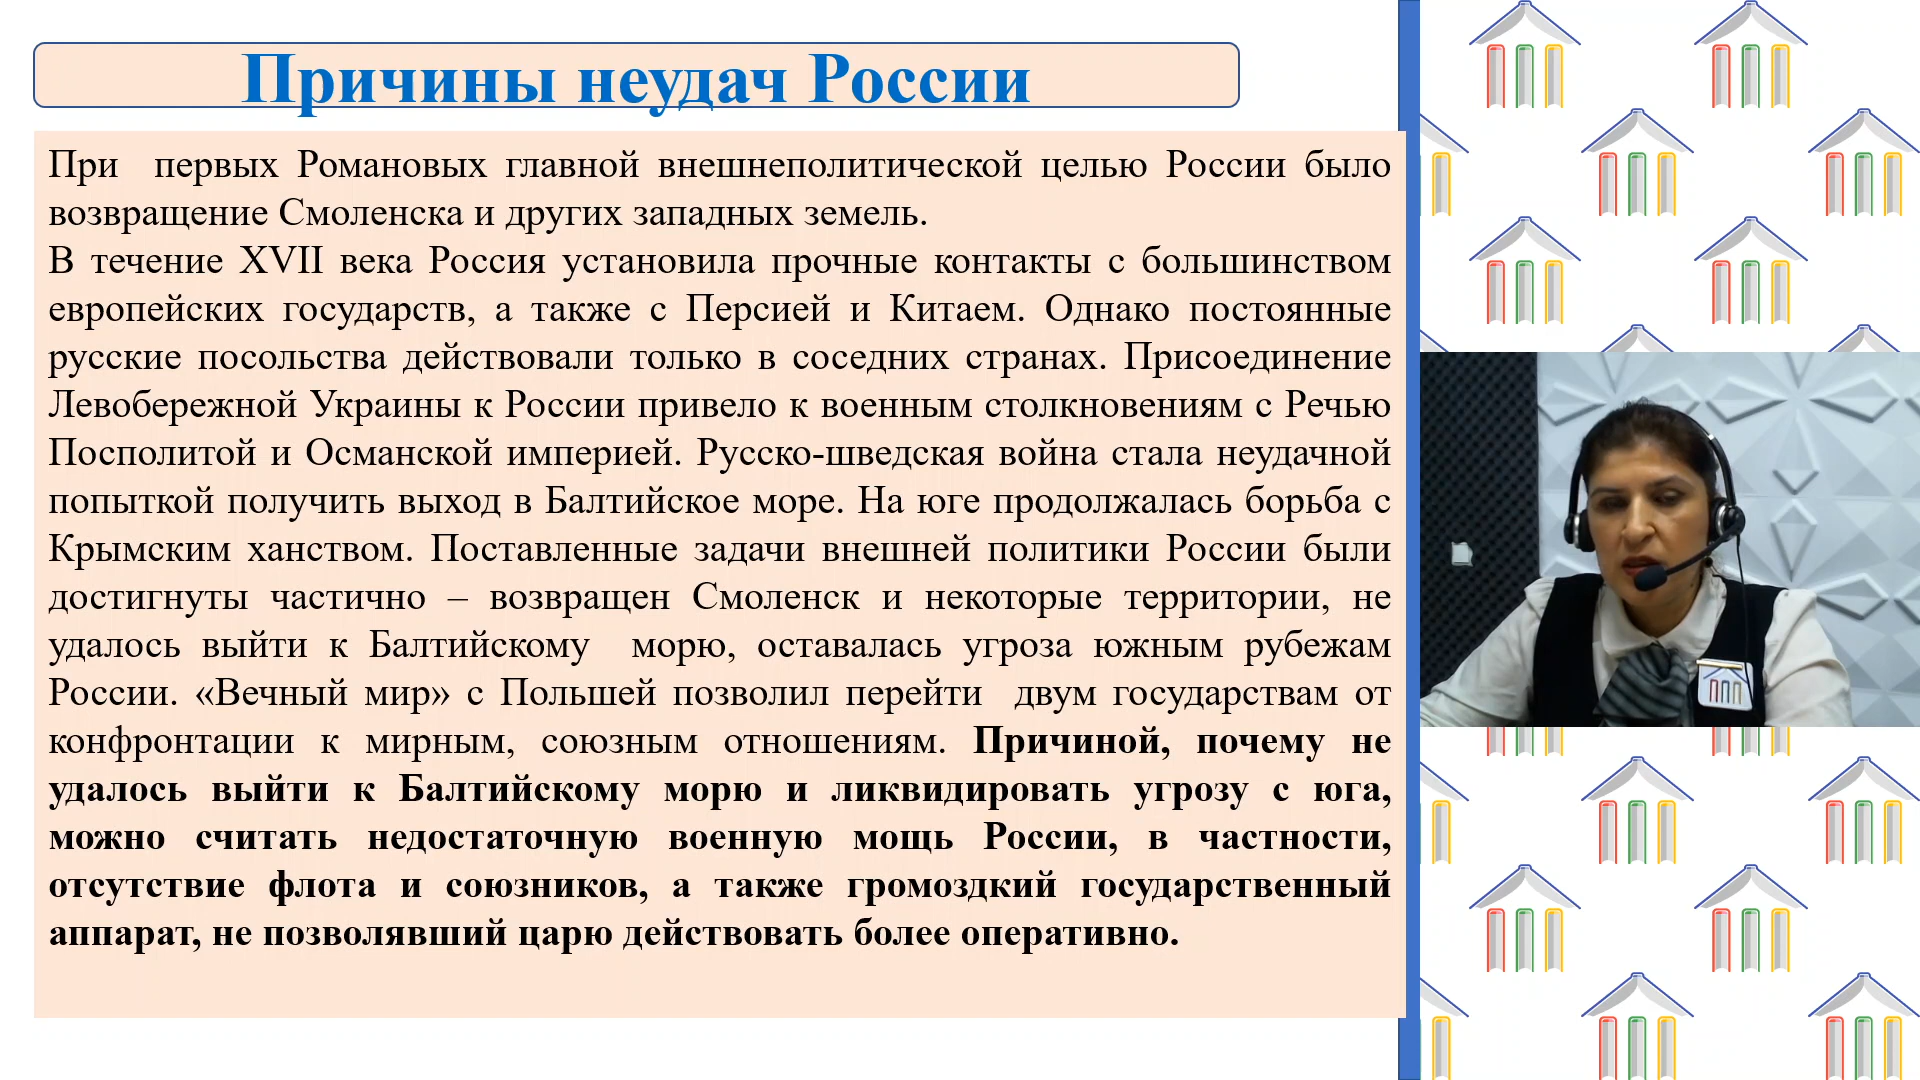 Причины неудач России
При первых Романовых главной внешнеполитической целью России было
возвращение Смоленска и других западных земель.
В течение XVII века Россия установила прочные контакты с большинством
европейских государств, а также с Персией и Китаем. Однако постоянные
русские посольства действовали только в соседних странах. Присоединение
Левобережной Украины к России привело к военным столкновениям с Речью
Посполитой и Османской империей. Русско-шведская война стала неудачной
попыткой получить выход в Балтийское море. На юге продолжалась борьба с
Крымским ханством. Поставленные задачи внешней политики России были
достигнуты частично – возвращен Смоленск и некоторые территории, не
удалось выйти к Балтийскому морю, оставалась угроза южным рубежам
России. «Вечный мир» с Польшей позволил перейти двум государствам от
конфронтации к мирным, союзным отношениям. Причиной, почему не
удалось выйти к Балтийскому морю и ликвидировать угрозу с юга,
можно считать недостаточную военную мощь России, в частности,
отсутствие флота и союзников, а также громоздкий государственный
аппарат, не позволявший царю действовать более оперативно.